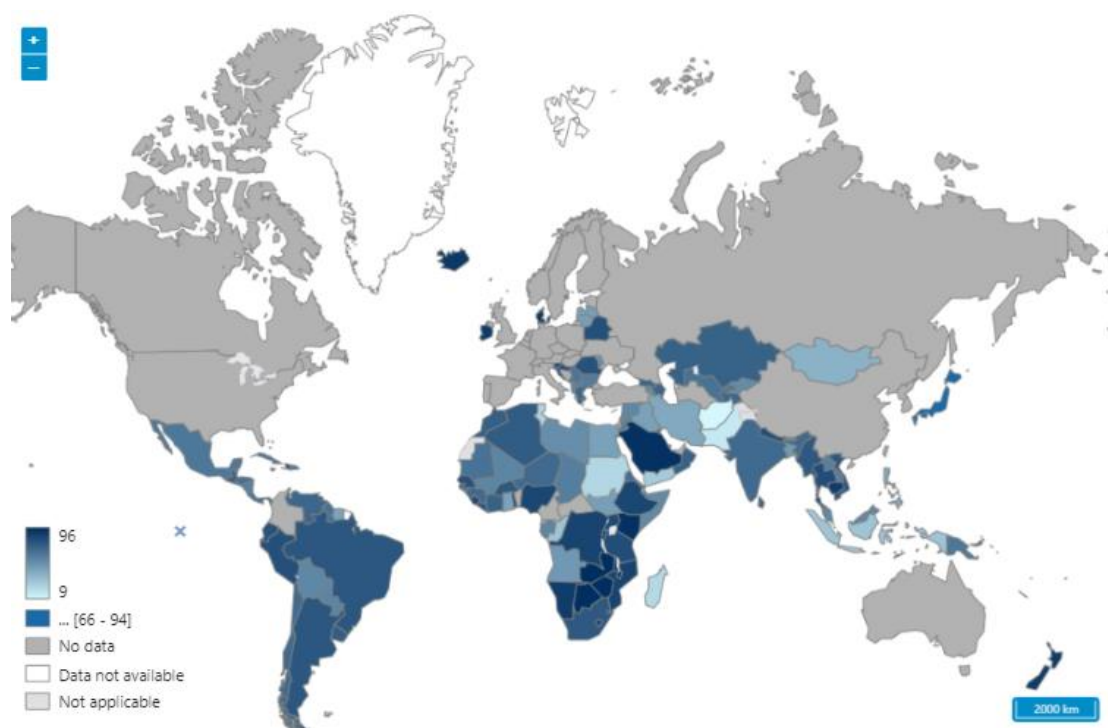 +
−
96
9
... [66 - 94]
No data
Data not available
Not applicable
2000 km